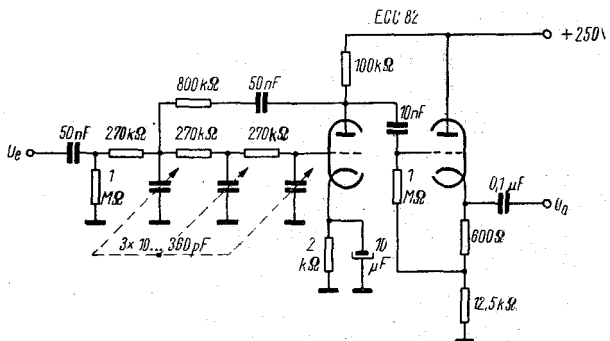 ECC 82
+ 250V
100kΩ
800kΩ
50nF
10nF
50nF
270kΩ
270kΩ
270kΩ
Ue
1
MΩ
1
MΩ
0,1 μF
Ua
3× 10... 360pF
2
kΩ
10
μF
600Ω
12,5kΩ